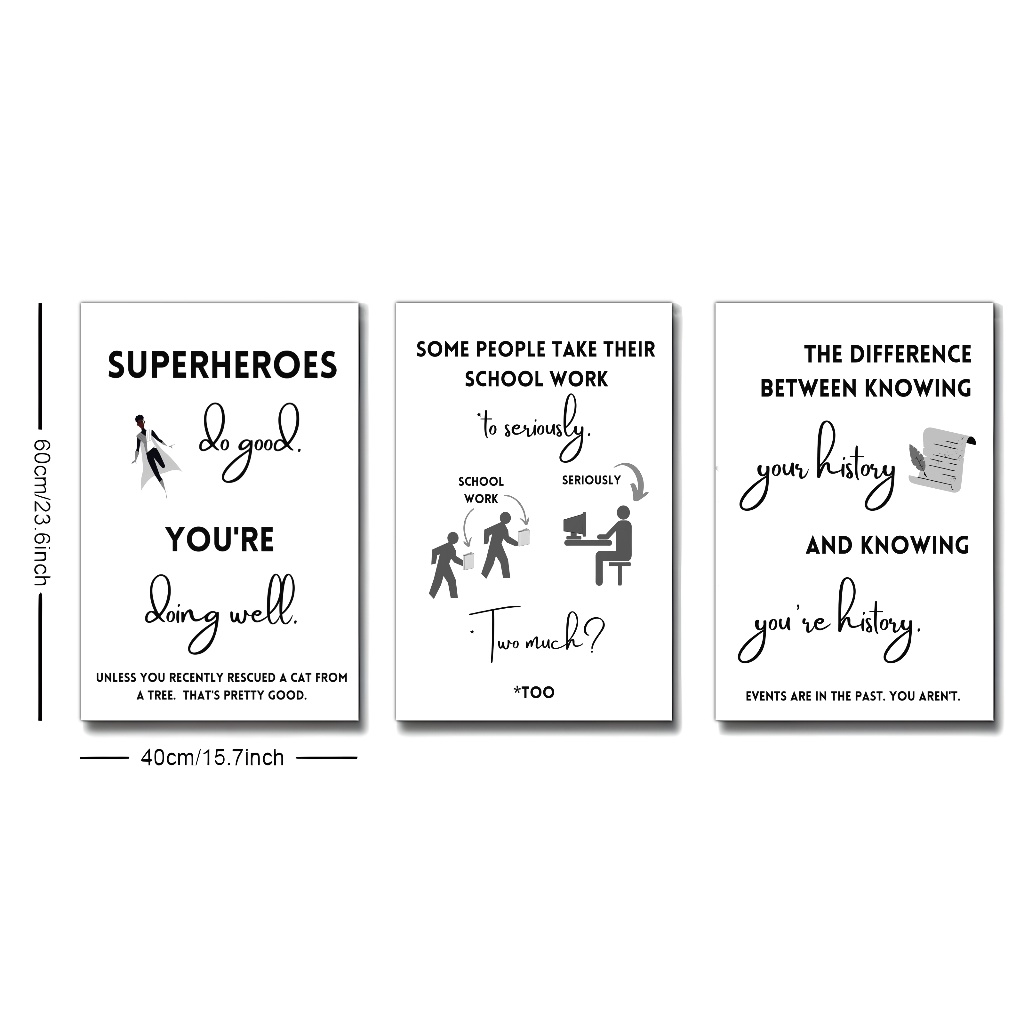 60cm/23.6inch
SUPERHEROES
do good.
YOU'RE
doing well.
UNLESS YOU RECENTLY RESCUED A CAT FROM
A TREE. THAT'S PRETTY GOOD.
40cm/15.7inch
SOME PEOPLE TAKE THEIR
SCHOOL WORK
*to seriously.
SCHOOL
WORK
SERIOUSLY
*Two much?
*TOO
THE DIFFERENCE
BETWEEN KNOWING
your history
AND KNOWING
you're history.
EVENTS ARE IN THE PAST. YOU AREN'T.